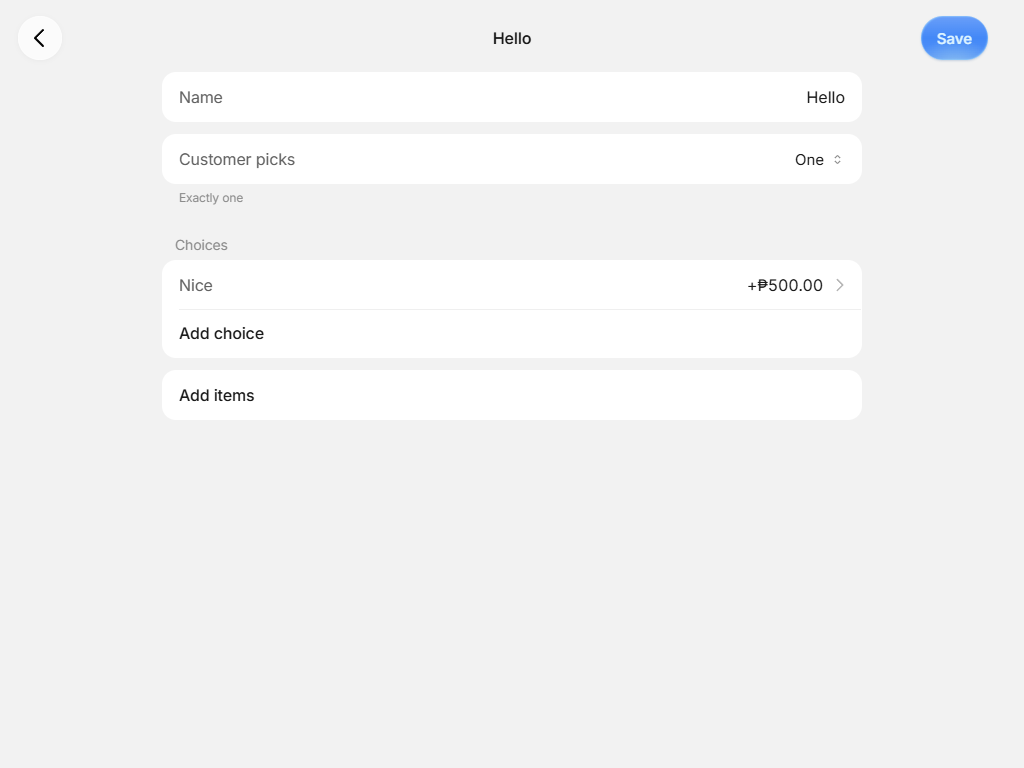 Hello
Save
Name
Hello
Customer picks
One
Exactly one
Choices
Nice
+₱500.00
Add choice
Add items